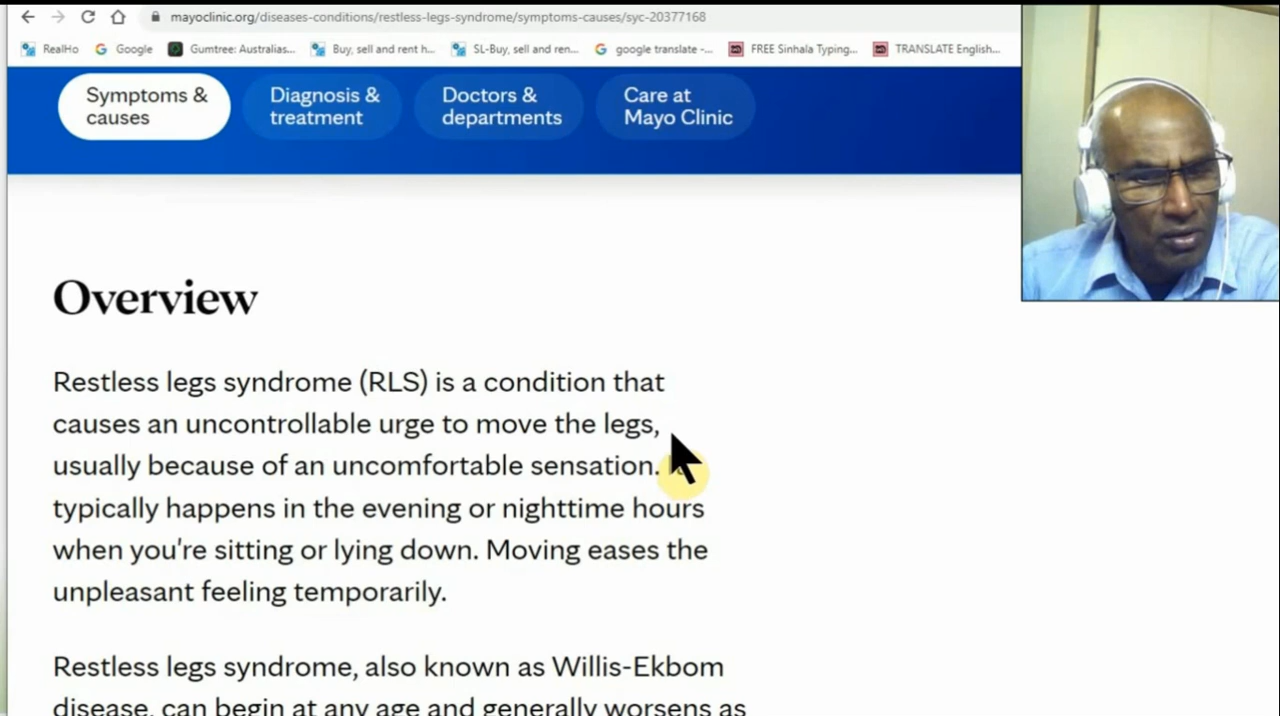 mayoclinic.org/diseases-conditions/restless-legs-syndrome/symptoms-causes/syc-20377168
RealHo
Google
Gumtree: Australias...
Buy, sell and rent h...
SL-Buy, sell and ren...
google translate -...
FREE Sinhala Typing...
TRANSLATE English...
Symptoms &
causes
Diagnosis &
treatment
Doctors &
departments
Care at
Mayo Clinic
Overview
Restless legs syndrome (RLS) is a condition that
causes an uncontrollable urge to move the legs,
usually because of an uncomfortable sensation.
typically happens in the evening or nighttime hours
when you're sitting or lying down. Moving eases the
unpleasant feeling temporarily.
Restless legs syndrome, also known as Willis-Ekbom
disease, can begin at any age and generally worsens as